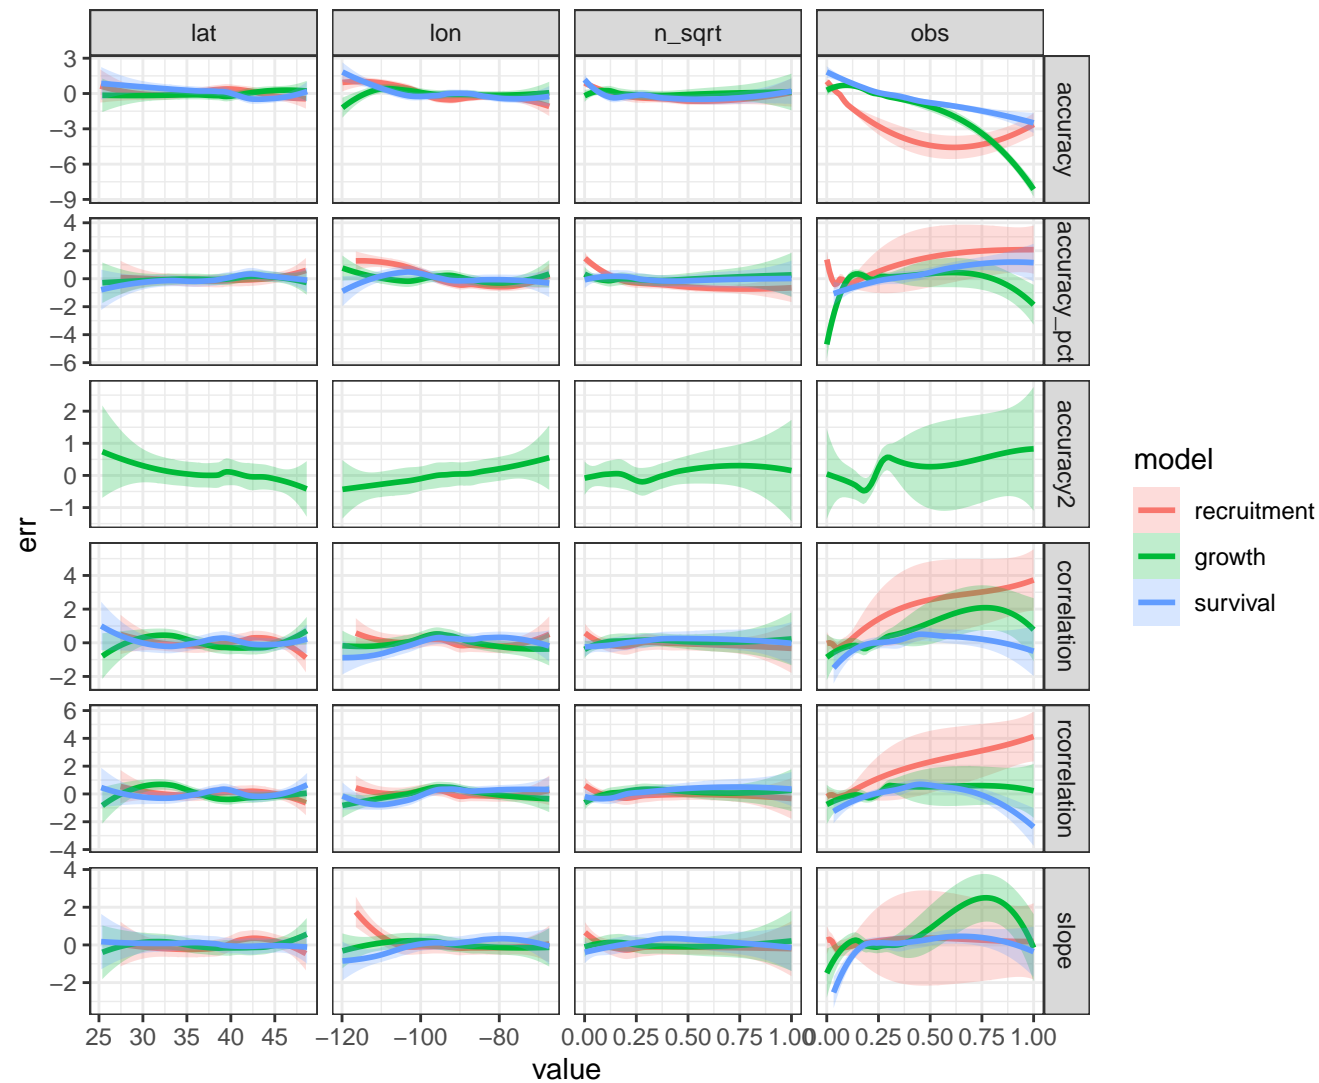 lat lon n_sqrt obs
3
0
−3
−6
−9
accuracy
4
2
0
−2
−4
−6
accuracy_pct
2
1
0
−1
accuracy2
4
2
0
−2
correlation
6
4
2
0
−2
−4
rcorrelation
4
2
0
−2
slope
25 30 35 40 45 −120 −100 −80 0.00 0.25 0.50 0.75 1.00 0.00 0.25 0.50 0.75 1.00
value
err
model
recruitment
growth
survival